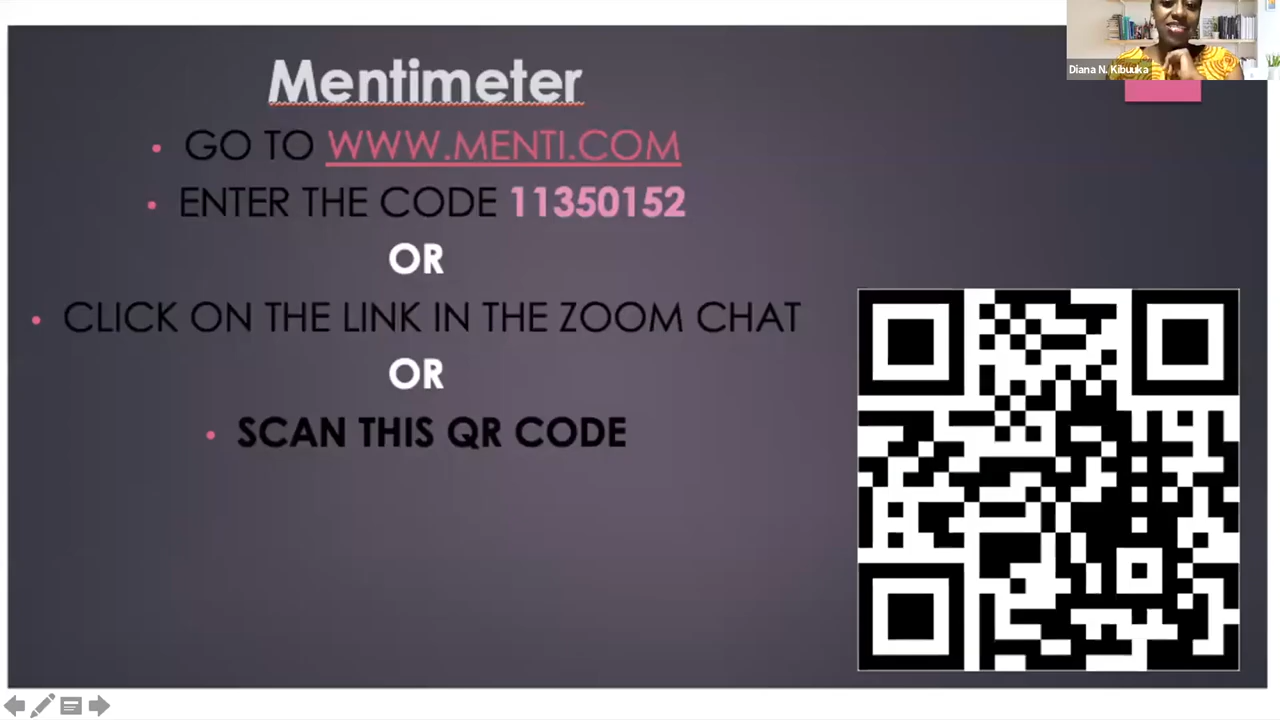 Mentimeter
• GO TO WWW.MENTI.COM
• ENTER THE CODE 11350152
OR
• CLICK ON THE LINK IN THE ZOOM CHAT
OR
• SCAN THIS QR CODE
Diana N. Kibuuka